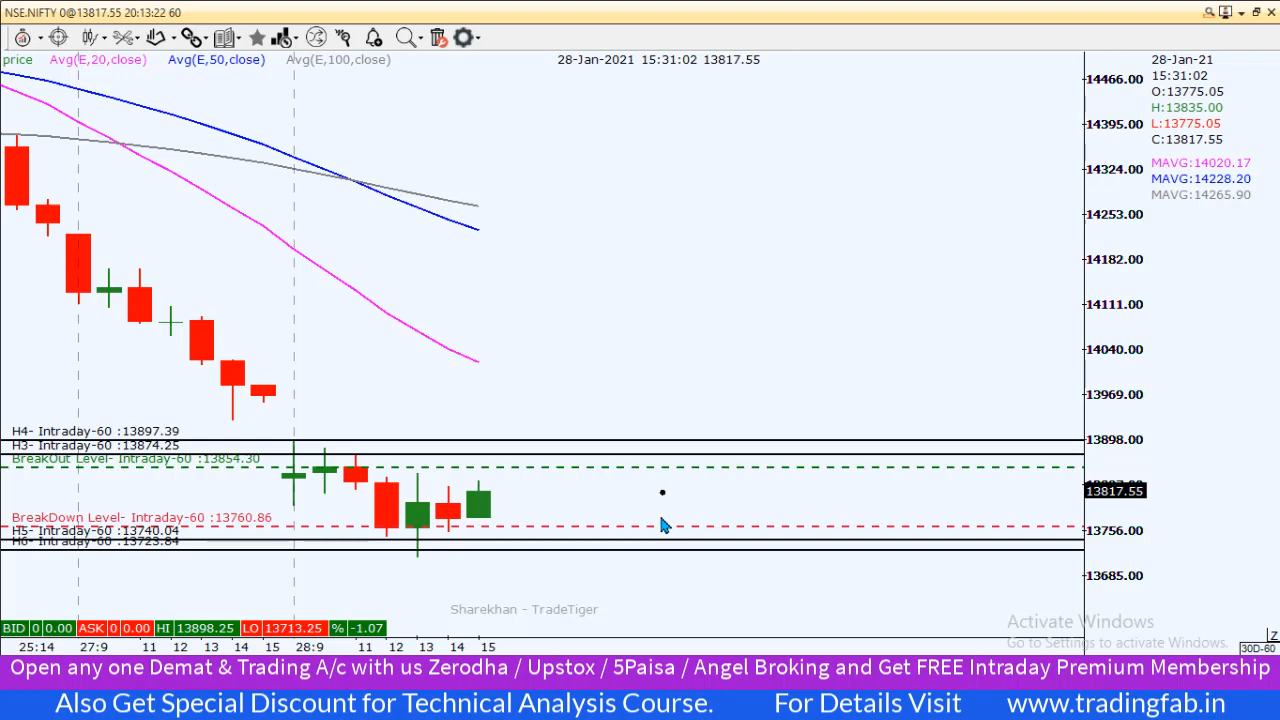 NSE.NIFTY 0@13817.55 20:13:22 60
price Avg(E,20,close) Avg(E,50,close) Avg(E,100,close) 28-Jan-2021 15:31:02 13817.55
28-Jan-21
15:31:02
O:13775.05
H:13835.00
L:13775.05
C:13817.55
MAVG:14020.17
MAVG:14228.20
MAVG:14265.90
14466.00
14395.00
14324.00
14253.00
14182.00
14111.00
14040.00
13969.00
13898.00
13817.55
13756.00
13685.00
H4- Intraday-60 :13897.39
H3- Intraday-60 :13874.25
BreakOut Level- Intraday-60 :13854.30
BreakDown Level- Intraday-60 :13760.86
H5- Intraday-60 :13740.04
H6- Intraday-60 :13723.84
Sharekhan - TradeTiger
Activate Windows
Go to Settings to activate Windows.
BID 0 0.00 ASK 0 0.00 HI 13898.25 LO 13713.25 % -1.07
Z
25:14 27:9 11 12 13 14 15 28:9 11 12 13 14 15 30D-60
Open any one Demat & Trading A/c with us Zerodha / Upstox / 5Paisa / Angel Broking and Get FREE Intraday Premium Membership
Also Get Special Discount for Technical Analysis Course. For Details Visit www.tradingfab.in